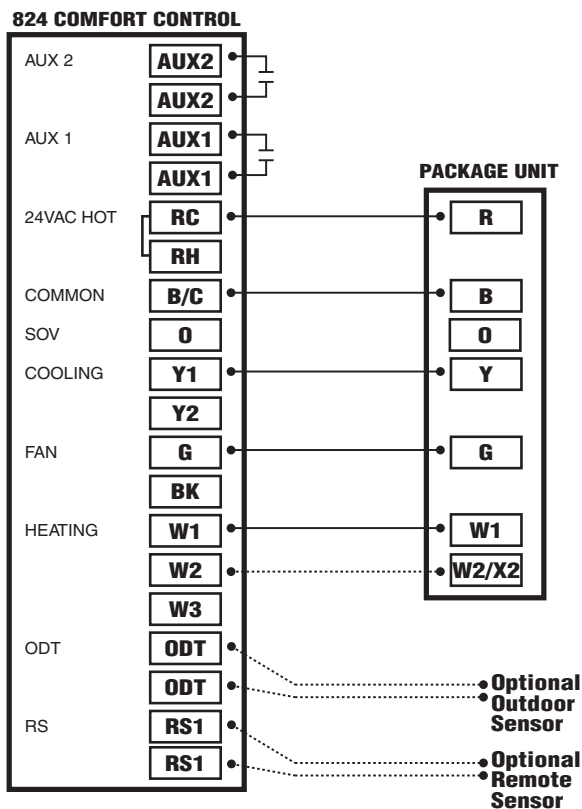 824 COMFORT CONTROL
AUX 2 AUX2
AUX2
AUX 1 AUX1
AUX1
PACKAGE UNIT
24VAC HOT RC R
RH
COMMON B/C B
SOV O O
COOLING Y1 Y
Y2
FAN G G
BK
HEATING W1 W1
W2 W2/X2
W3
ODT ODT
ODT
Optional
Outdoor
Sensor
RS RS1
RS1
Optional
Remote
Sensor